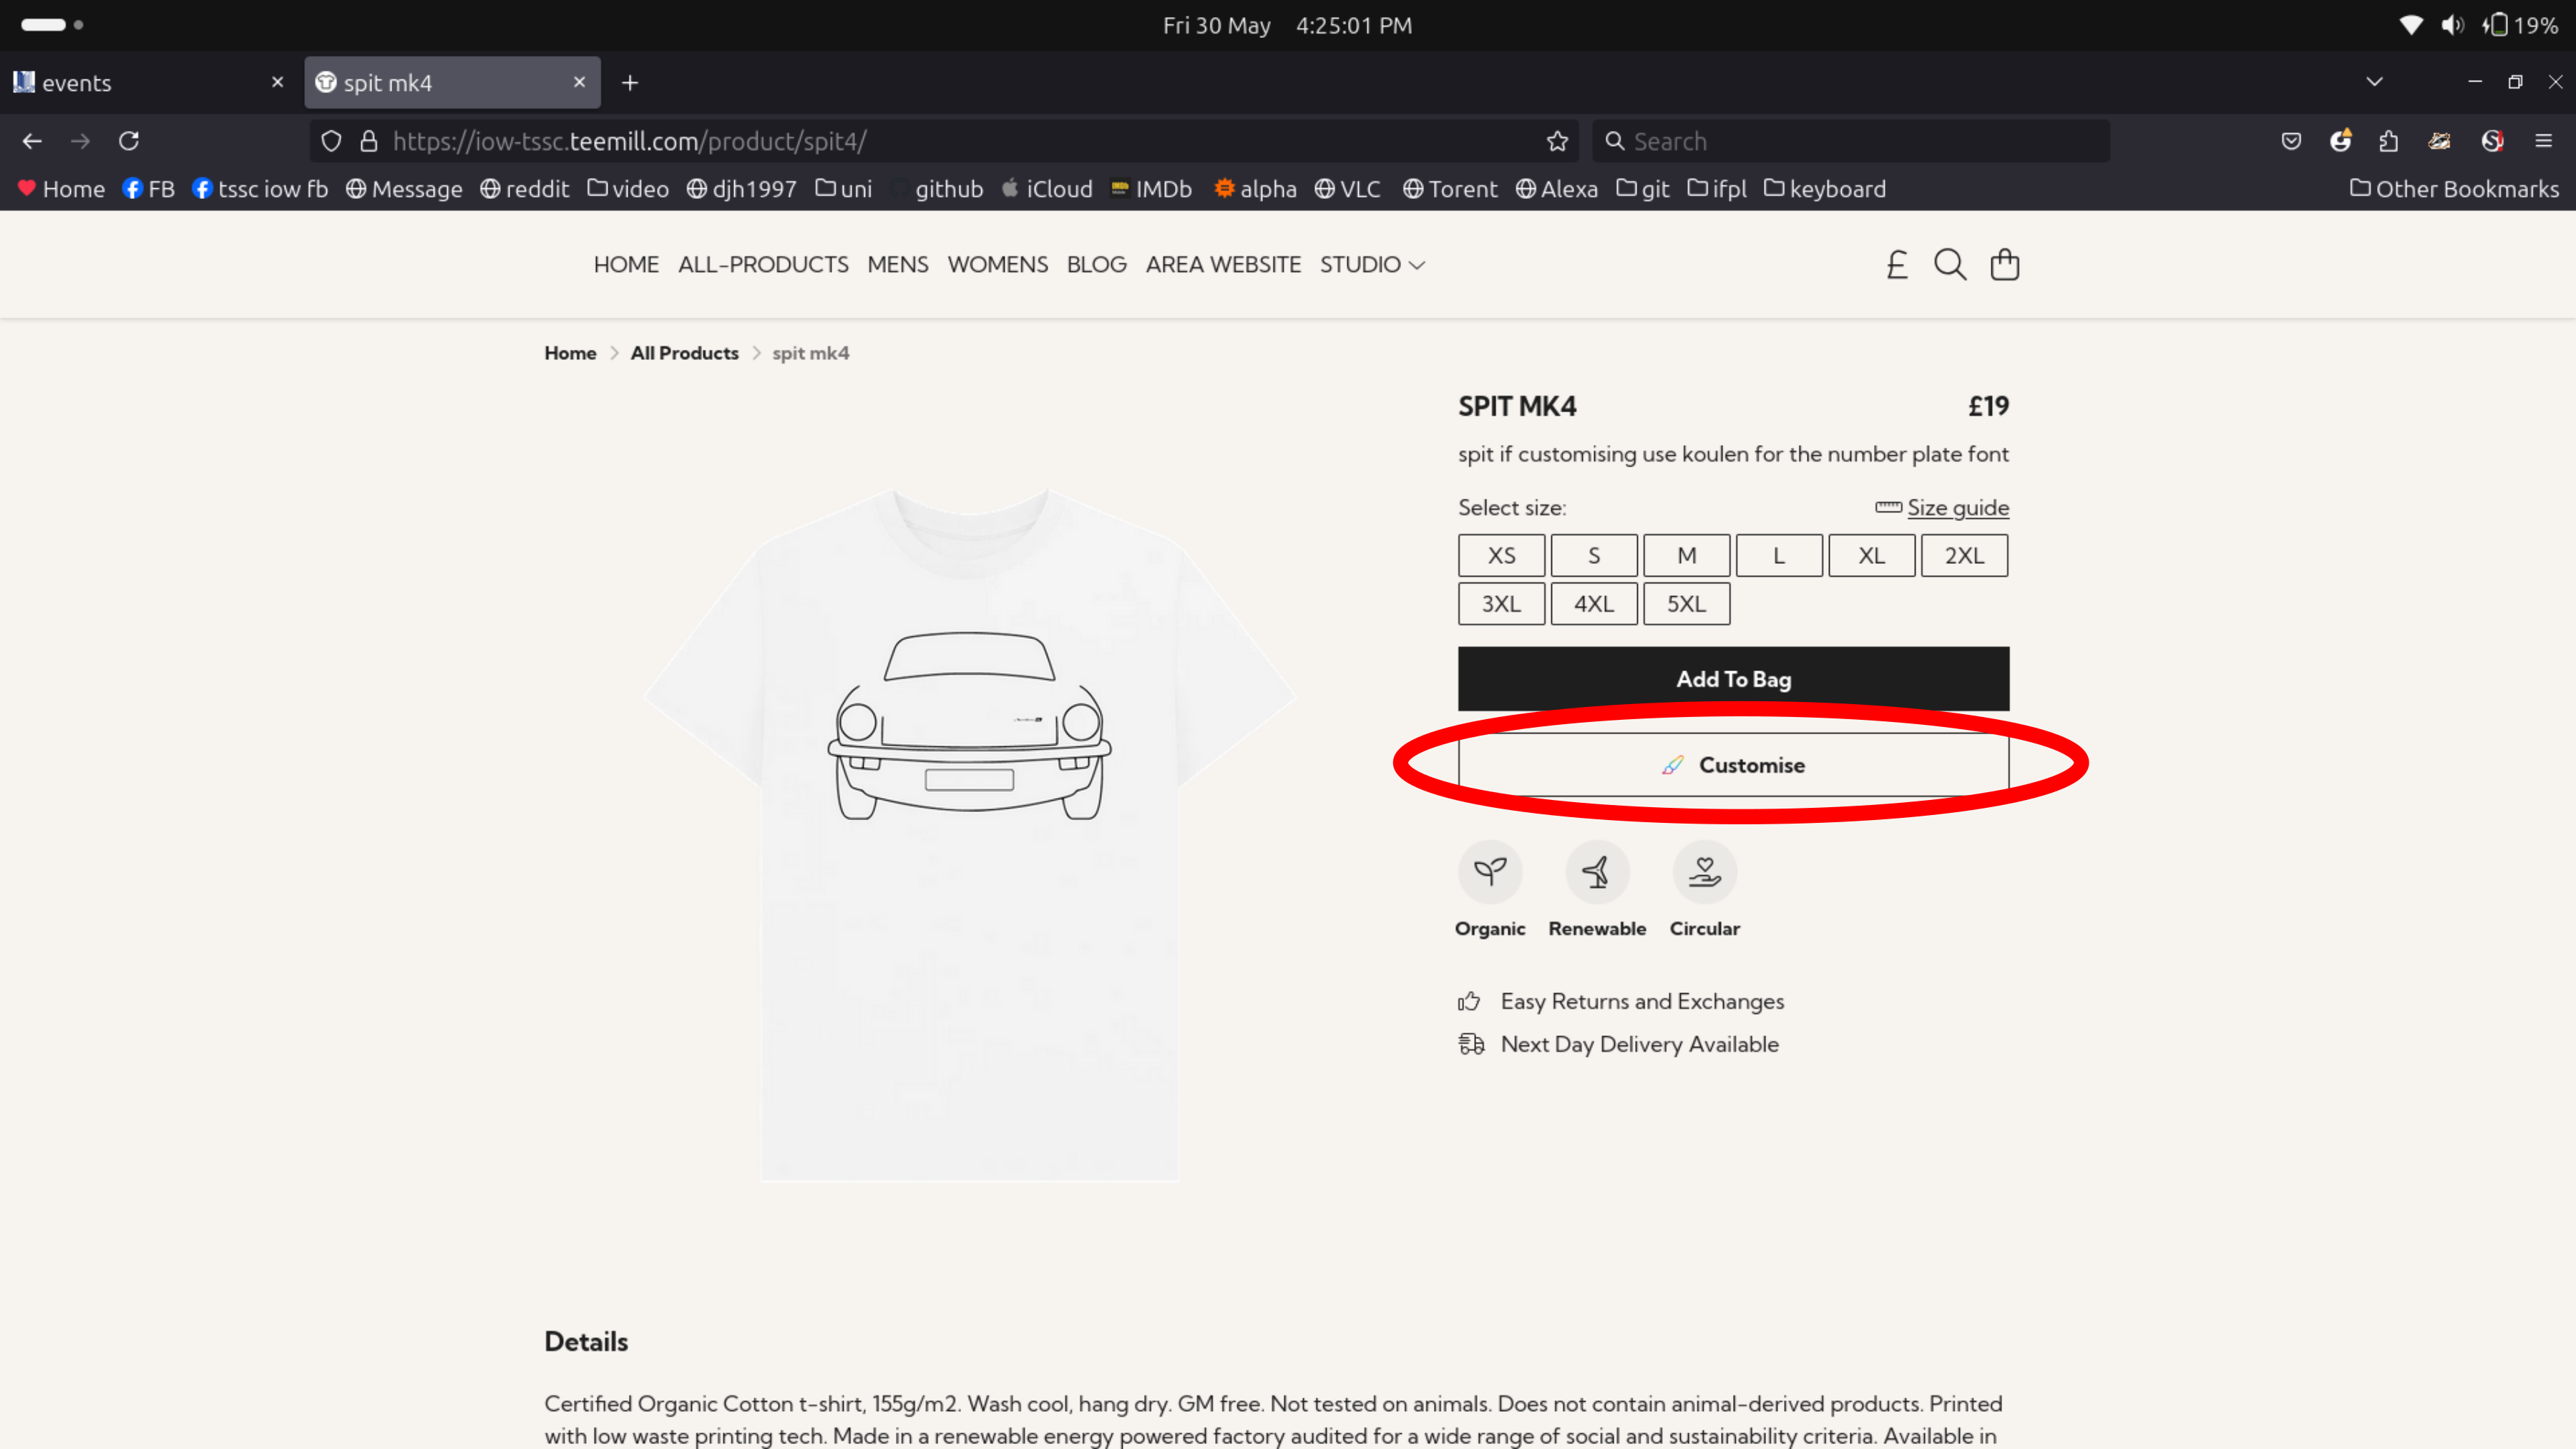 Fri 30 May 4:25:01 PM
19%
events
spit mk4
https://iow-tssc.teemill.com/product/spit4/
Search
Home FB tssc iow fb Message reddit video djh1997 uni github iCloud IMDb alpha VLC Torent Alexa git ifpl keyboard Other Bookmarks
HOME ALL-PRODUCTS MENS WOMENS BLOG AREA WEBSITE STUDIO £
Home > All Products > spit mk4
SPIT MK4 £19
spit if customising use koulen for the number plate font
Select size: Size guide
XS S M L XL 2XL
3XL 4XL 5XL
Add To Bag
Customise
Organic Renewable Circular
Easy Returns and Exchanges
Next Day Delivery Available
Details
Certified Organic Cotton t-shirt, 155g/m2. Wash cool, hang dry. GM free. Not tested on animals. Does not contain animal-derived products. Printed
with low waste printing tech. Made in a renewable energy powered factory audited for a wide range of social and sustainability criteria. Available in